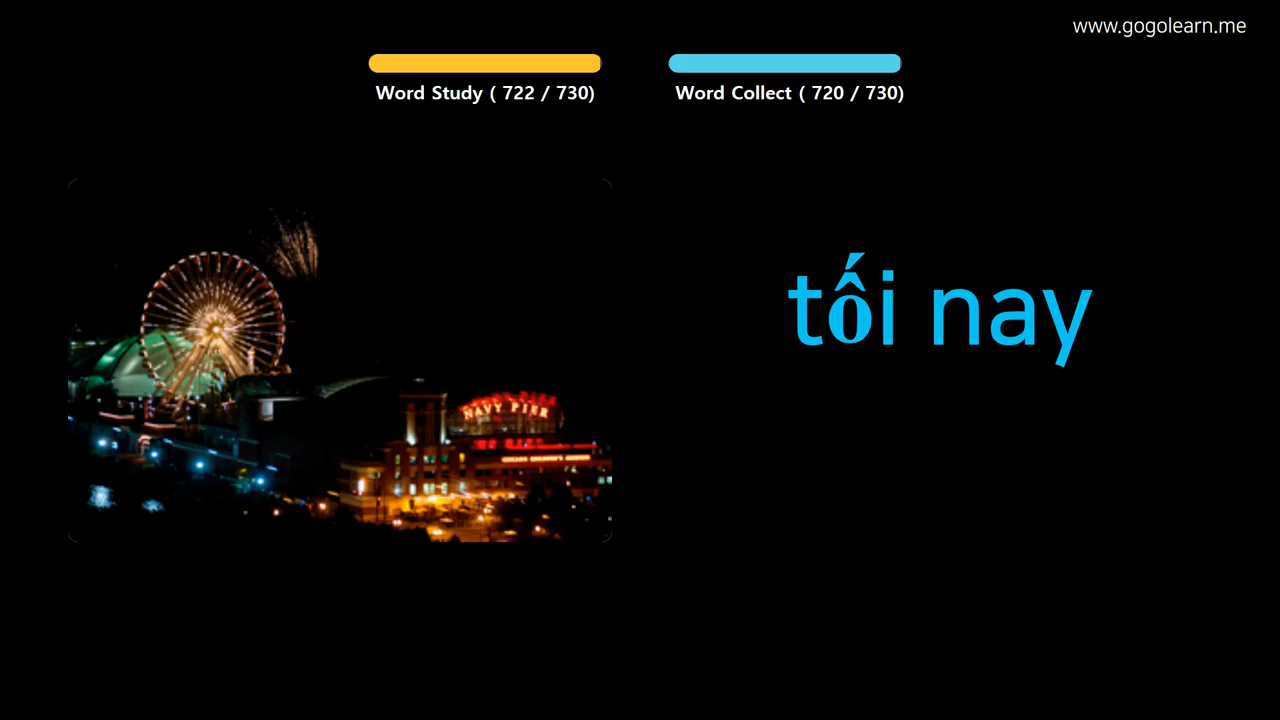 www.gogolearn.me
Word Study ( 722 / 730)
Word Collect ( 720 / 730)
tối nay
NAVY PIER